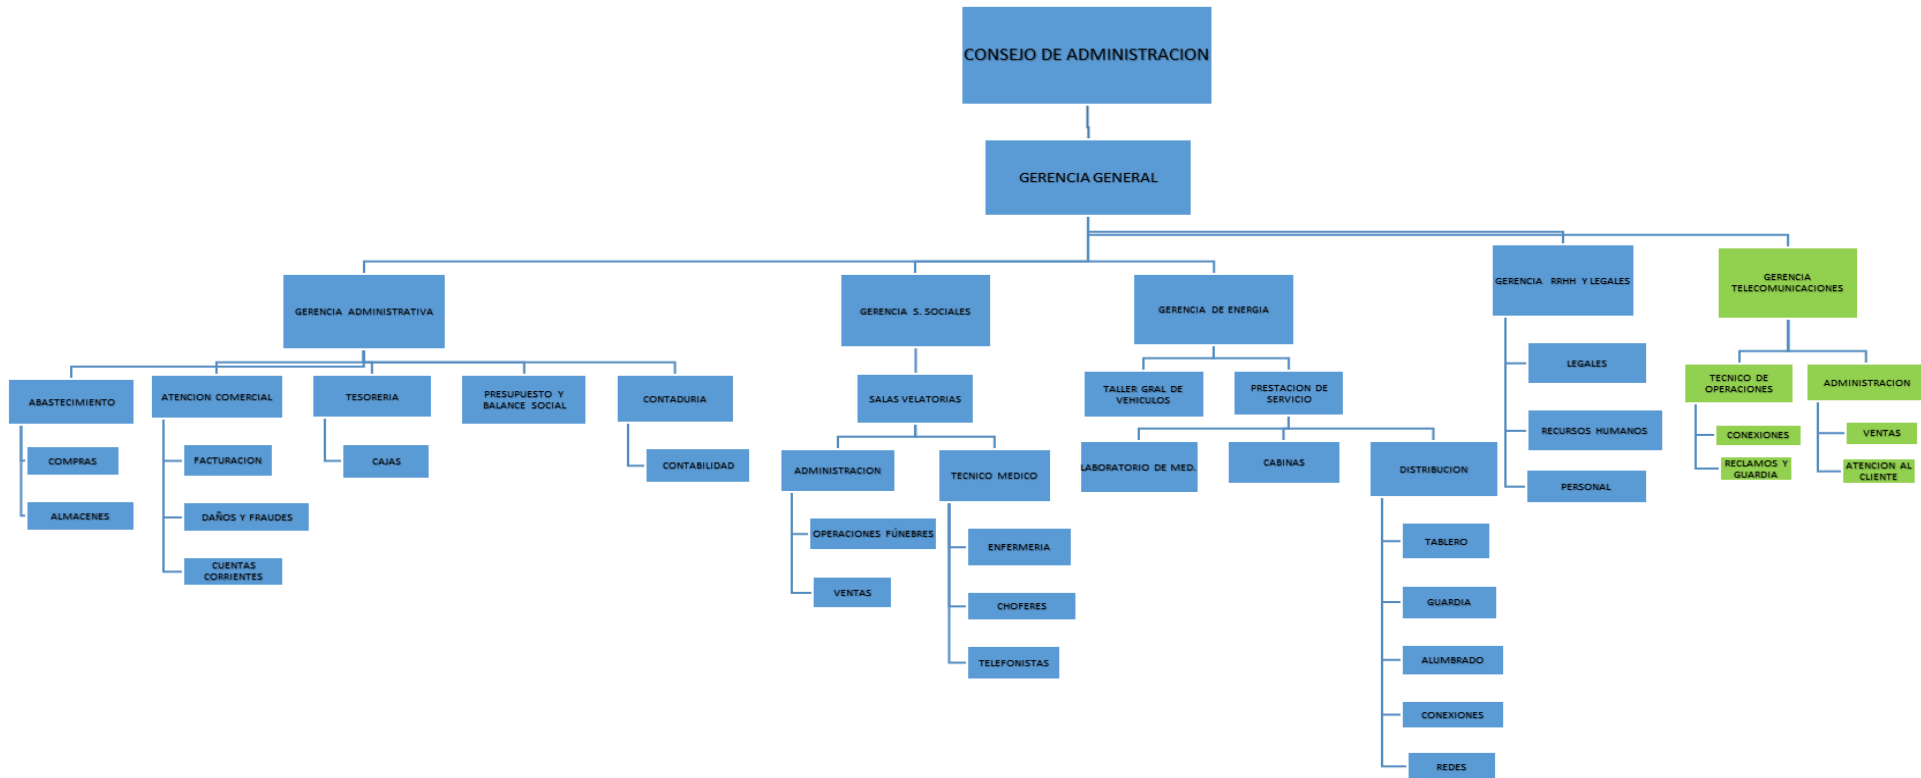 CONSEJO DE ADMINISTRACION
GERENCIA GENERAL
GERENCIA ADMINISTRATIVA
GERENCIA S. SOCIALES
GERENCIA DE ENERGIA
GERENCIA RRHH Y LEGALES
GERENCIA
TELECOMUNICACIONES
ABASTECIMIENTO
COMPRAS
ALMACENES
ATENCION COMERCIAL
FACTURACION
DAÑOS Y FRAUDES
CUENTAS
CORRIENTES
TESORERIA
CAJAS
PRESUPUESTO Y
BALANCE SOCIAL
CONTADURIA
CONTABILIDAD
SALAS VELATORIAS
ADMINISTRACION
OPERACIONES FÚNEBRES
VENTAS
TECNICO MEDICO
ENFERMERIA
CHOFERES
TELEFONISTAS
TALLER GRAL DE
VEHICULOS
PRESTACION DE
SERVICIO
LABORATORIO DE MED.
CABINAS
DISTRIBUCION
TABLERO
GUARDIA
ALUMBRADO
CONEXIONES
REDES
LEGALES
RECURSOS HUMANOS
PERSONAL
TECNICO DE
OPERACIONES
CONEXIONES
RECLAMOS Y
GUARDIA
ADMINISTRACION
VENTAS
ATENCION AL
CLIENTE